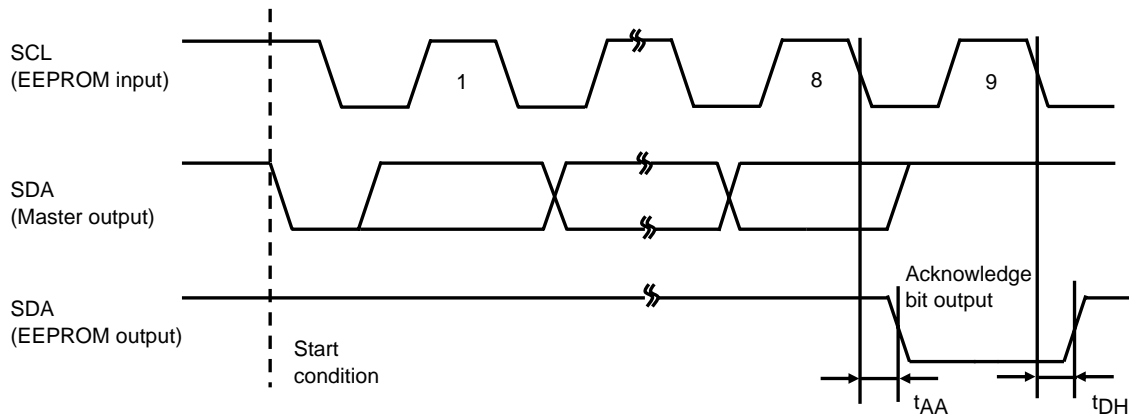 SCL
(EEPROM input)
1
8
9
SDA
(Master output)
SDA
(EEPROM output)
Acknowledge
bit output
Start
condition
tAA
tDH